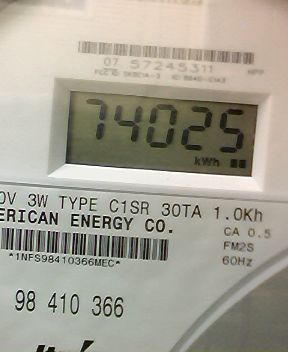 07 57245311
74025
kWh
0V 3W TYPE C1SR 30TA 1.0Kh
ERICAN ENERGY CO.
CA 0.5
FM2S
*1NFS98410366MEC*
60Hz
98 410 366